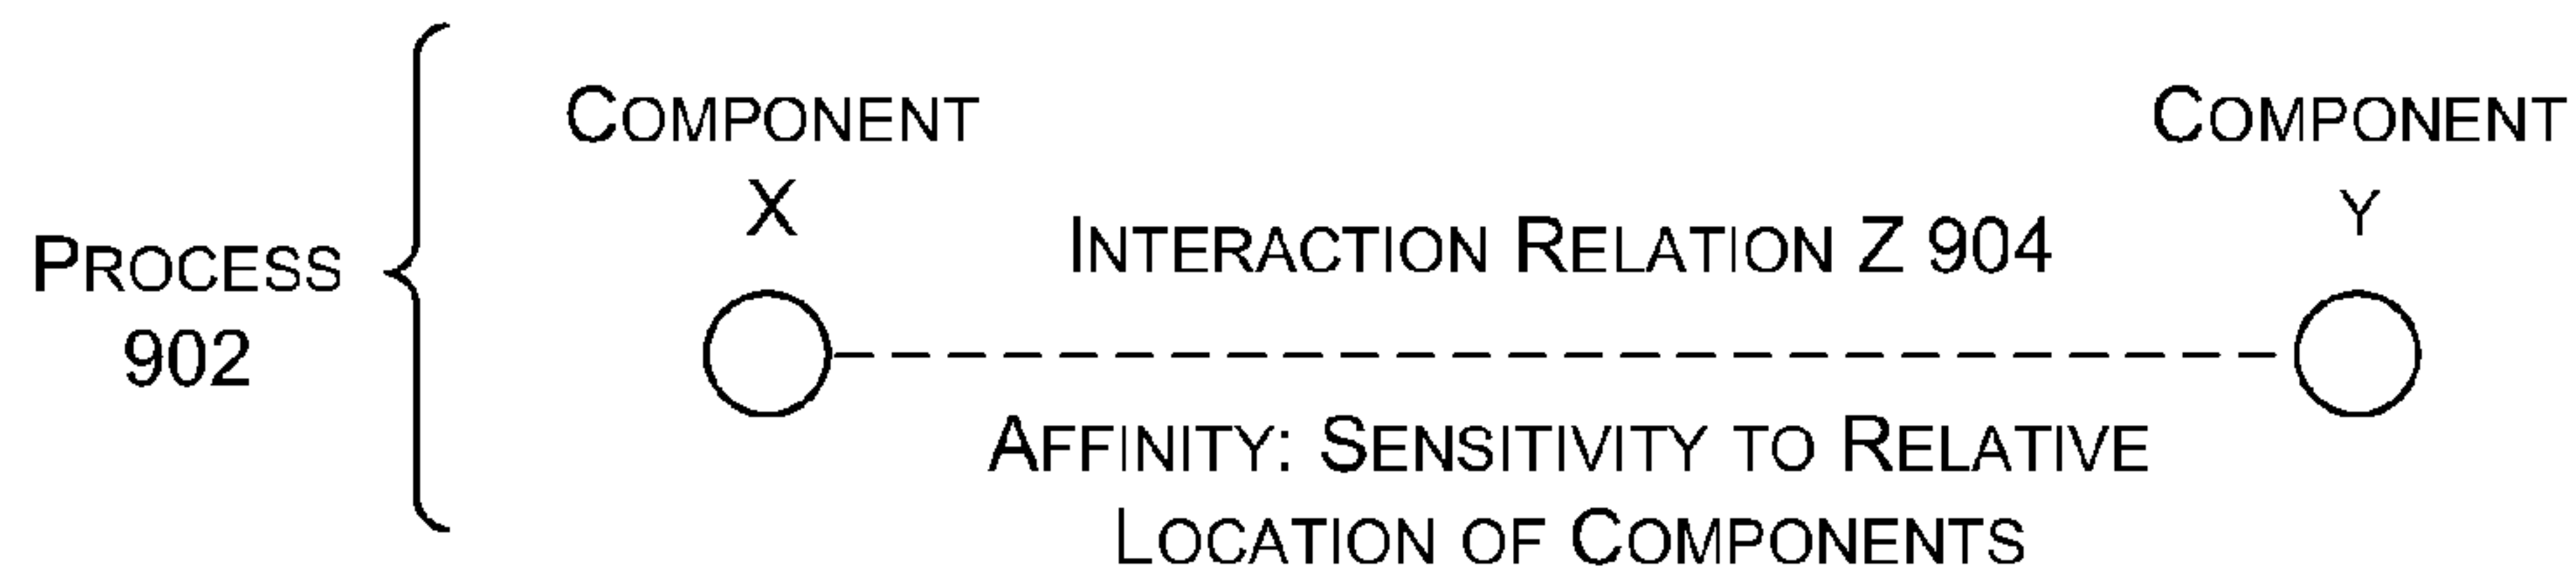 PROCESS
902
COMPONENT
X
INTERACTION RELATION Z 904
COMPONENT
Y
AFFINITY: SENSITIVITY TO RELATIVE
LOCATION OF COMPONENTS